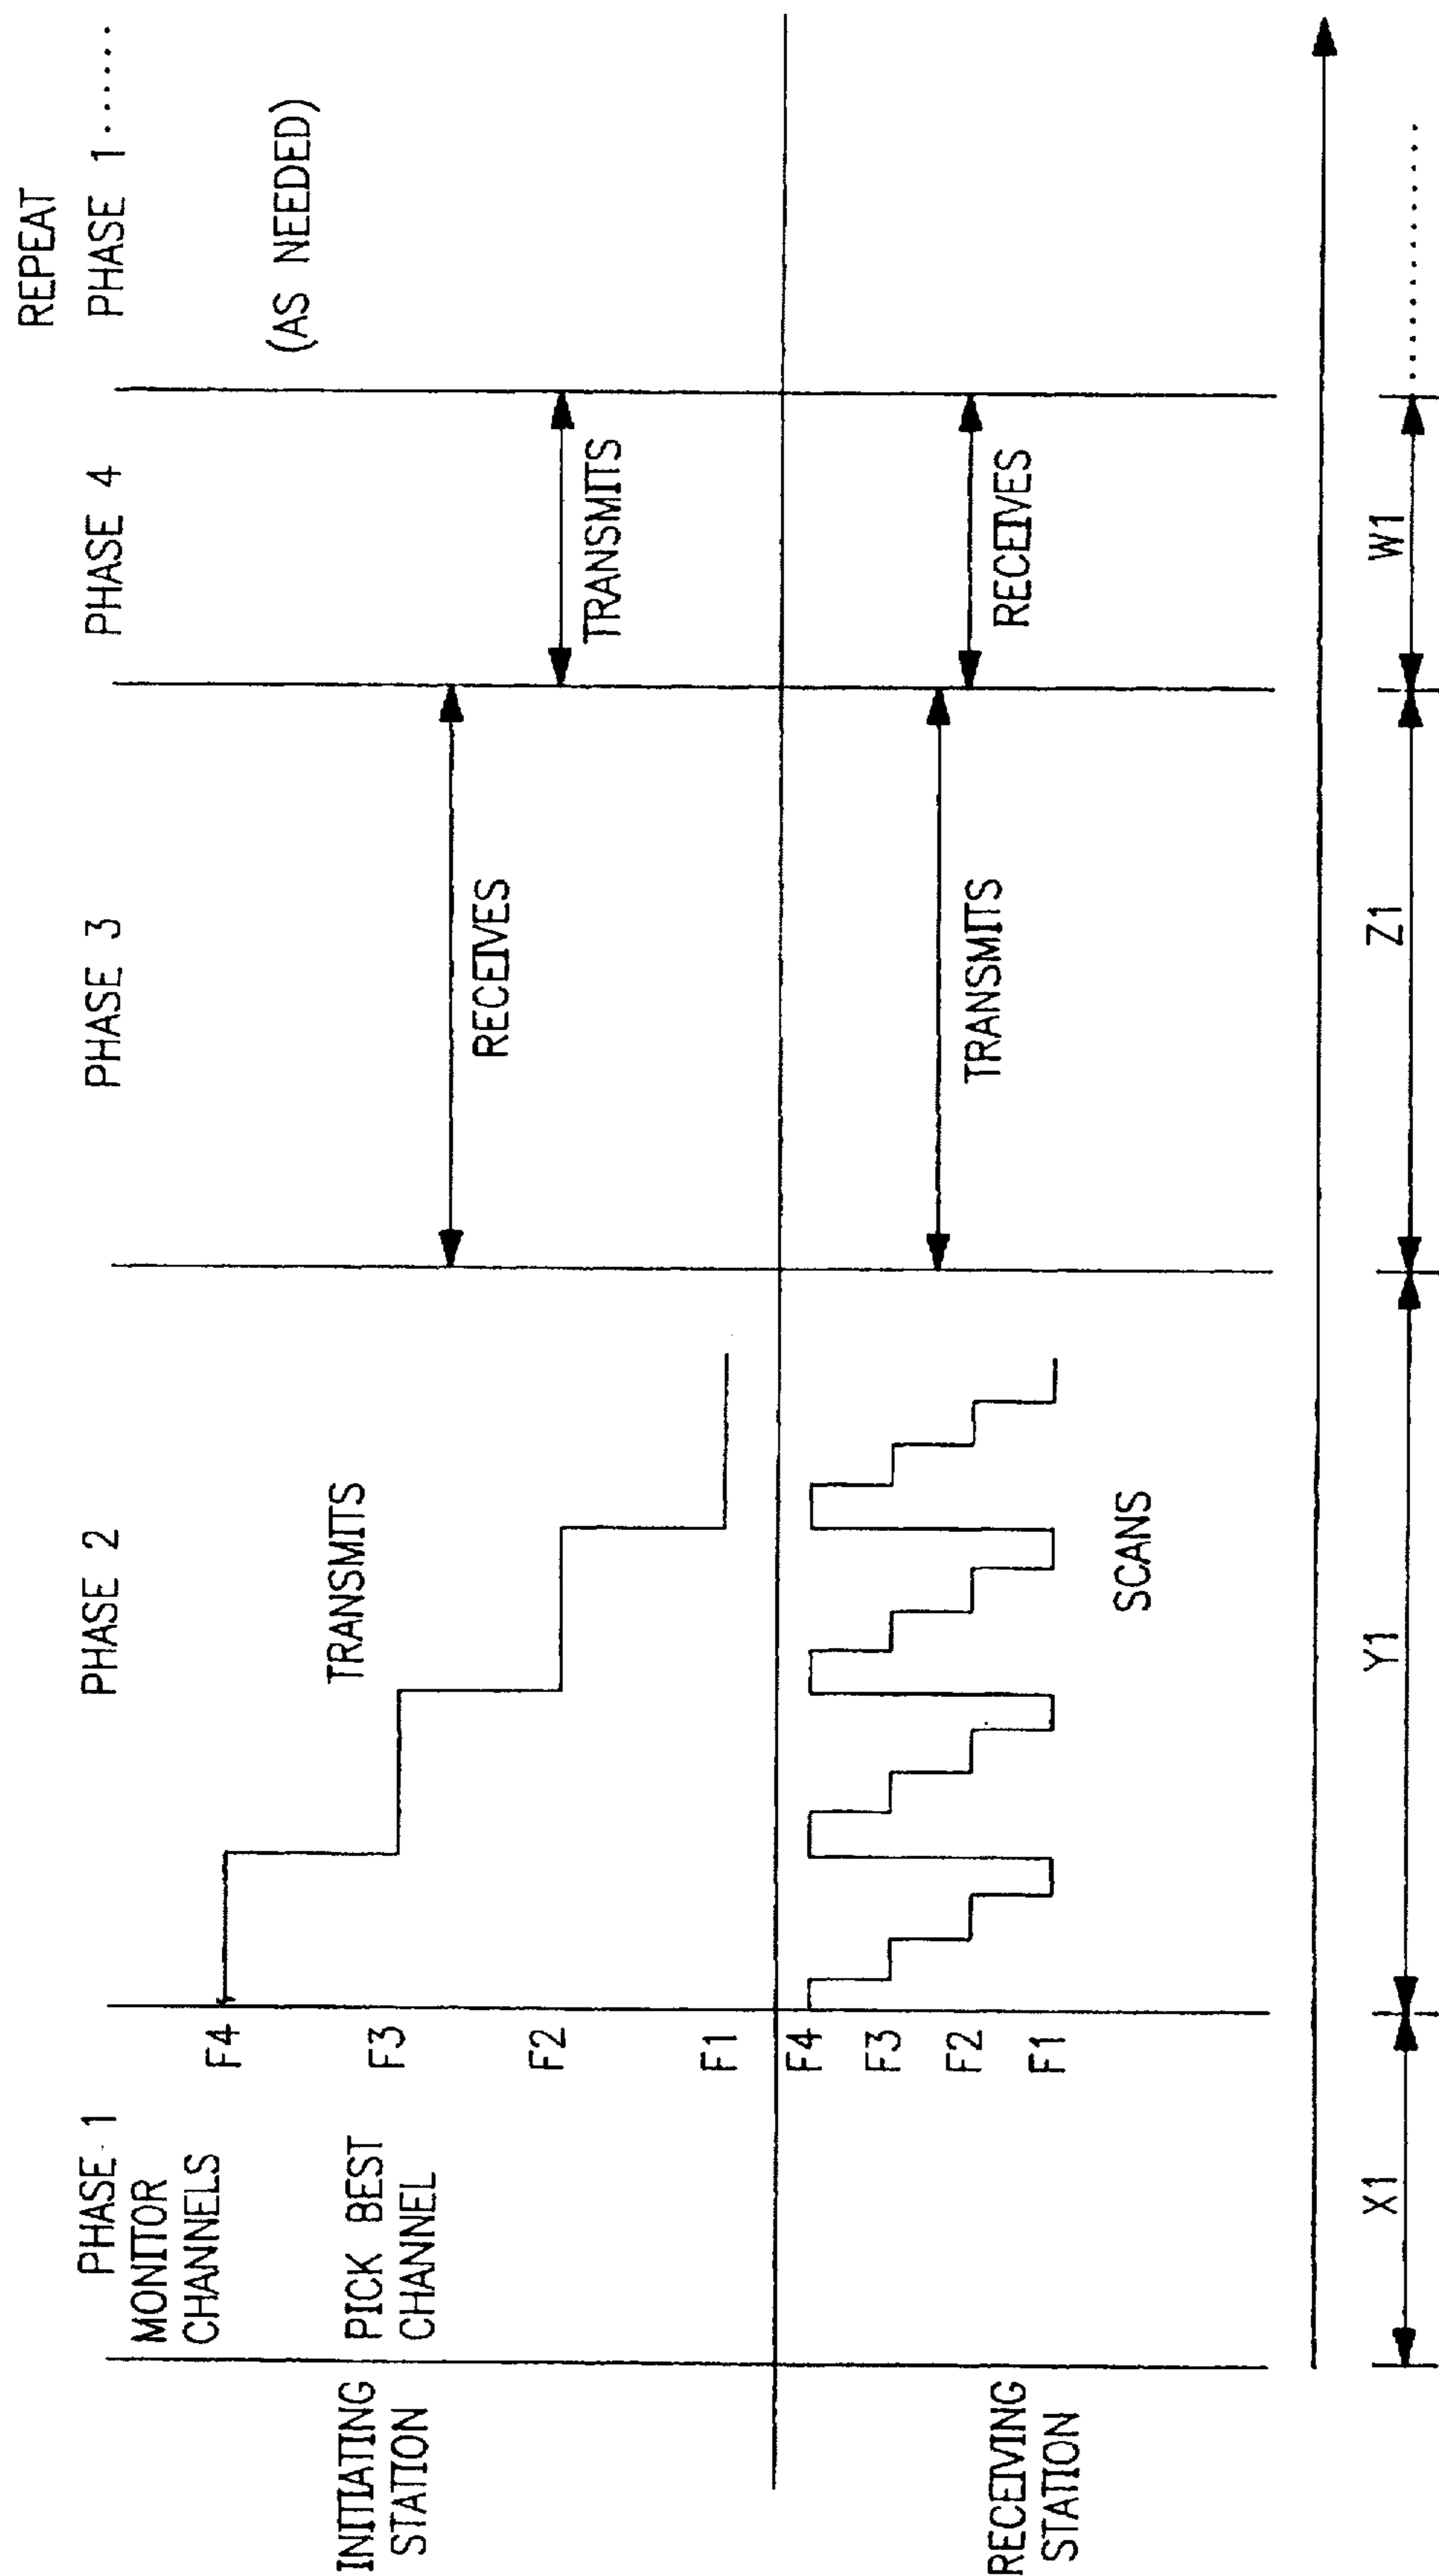 PHASE 1
MONITOR
CHANNELS
PICK BEST
CHANNEL
PHASE 2
PHASE 3
PHASE 4
REPEAT
PHASE 1 ......
(AS NEEDED)
INITIATING
STATION
F4
F3
F2
F1
TRANSMITS
RECEIVES
TRANSMITS
RECEIVING
STATION
F4
F3
F2
F1
SCANS
TRANSMITS
RECEIVES
X1
Y1
Z1
W1